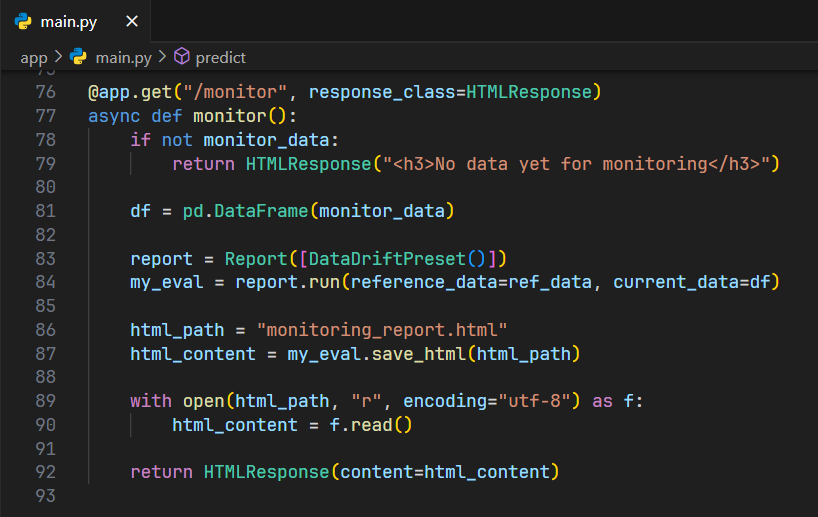 main.py ×
app > main.py > predict
75
76 @app.get("/monitor", response_class=HTMLResponse)
77 async def monitor():
78     if not monitor_data:
79         return HTMLResponse("<h3>No data yet for monitoring</h3>")
80
81     df = pd.DataFrame(monitor_data)
82
83     report = Report([DataDriftPreset()])
84     my_eval = report.run(reference_data=ref_data, current_data=df)
85
86     html_path = "monitoring_report.html"
87     html_content = my_eval.save_html(html_path)
88
89     with open(html_path, "r", encoding="utf-8") as f:
90         html_content = f.read()
91
92     return HTMLResponse(content=html_content)
93